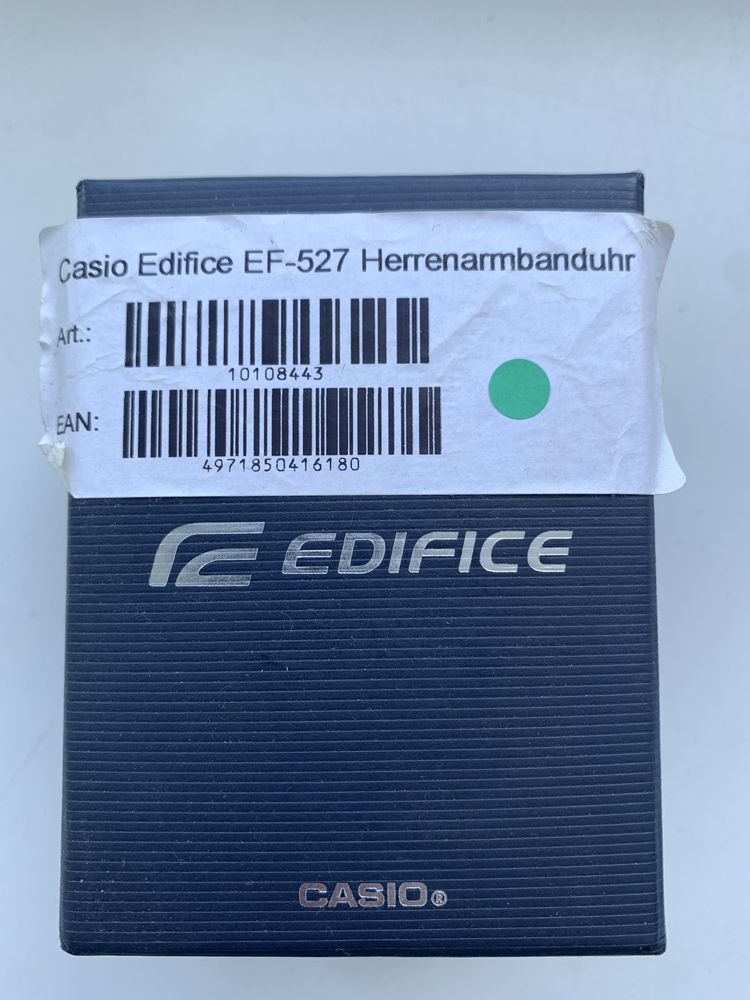 Casio Edifice EF-527 Herrenarmbanduhr
Art.:
10108443
EAN:
4971850416180
EDIFICE
CASIO®